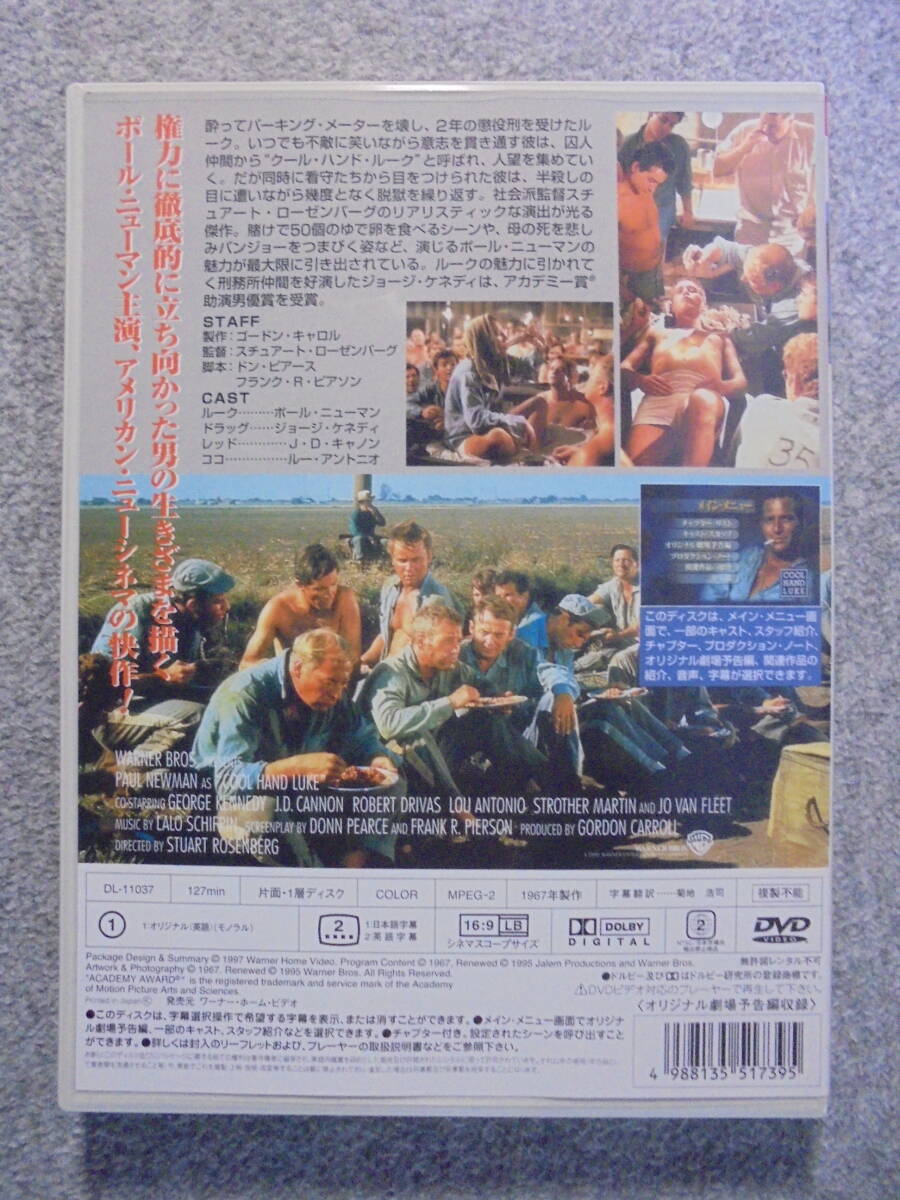 権力に徹底的に立ち向かった男の生きざまを描く
ポール・ニューマン主演、アメリカン・ニューシネマの快作！
酔ってパーキング・メーターを壊し、2年の懲役刑を受けたル
ーク。いつでも不敵に笑いながら意志を貫き通す彼は、囚人
仲間から“クール・ハンド・ルーク”と呼ばれ、人望を集めてい
く。だが同時に看守たちから目をつけられた彼は、半殺しの
目に遭いながら幾度となく脱獄を繰り返す。社会派監督スチ
ュアート・ローゼンバーグのリアリスティックな演出が光る
傑作。賭けで50個のゆで卵を食べるシーンや、母の死を悲し
みバンジョーをつまびく姿など、演じるポール・ニューマンの
魅力が最大限に引き出されている。ルークの魅力に引かれて
く刑務所仲間を好演したジョージ・ケネディは、アカデミー賞®
助演男優賞を受賞。
STAFF
製作：ゴードン・キャロル
監督：スチュアート・ローゼンバーグ
脚本：ドン・ピアース
フランク・R・ピアソン
CAST
ルーク………ポール・ニューマン
ドラッグ……ジョージ・ケネディ
レッド…………J・D・キャノン
ココ……………ルー・アントニオ
35
メイン・メニュー
チャプター・リスト
キャスト・スタッフ
オリジナル劇場予告編
プロダクション・ノート
COOL
HAND
LUKE
このディスクは、メイン・メニュー画
面で、一部のキャスト、スタッフ紹介、
チャプター、プロダクション・ノート、
オリジナル劇場予告編、関連作品の
紹介、音声、字幕が選択できます。
WARNER BROS.
PAUL NEWMAN AS "COOL HAND LUKE"
CO-STARRING GEORGE KENNEDY J.D. CANNON ROBERT DRIVAS LOU ANTONIO STROTHER MARTIN AND JO VAN FLEET
MUSIC BY LALO SCHIFRIN SCREENPLAY BY DONN PEARCE AND FRANK R. PIERSON PRODUCED BY GORDON CARROLL
DIRECTED BY STUART ROSENBERG
WARNER BROS.
DL-11037 127min 片面・1層ディスク COLOR MPEG-2 1967年製作 字幕翻訳……菊地 浩司 複製不能
1 1:オリジナル(英語)(モノラル) 2 1:日本語字幕 2:英語字幕 16:9 LB シネマスコープサイズ DOLBY DIGITAL 2 DVD VIDEO
Package Design & Summary © 1997 Warner Home Video. Program Content © 1967, Renewed © 1995 Jalem Productions and Warner Bros.
Artwork & Photography © 1967, Renewed © 1995 Warner Bros. All Rights Reserved.
"ACADEMY AWARD®" is the registered trademark and service mark of the Academy
of Motion Picture Arts and Sciences.
Printed in Japan 発売元 ワーナー・ホーム・ビデオ
無許諾レンタル不可
●ドルビー及びDDはドルビー研究所の登録商標です。
⚠DVDビデオ対応のプレーヤーで再生して下さい。
〈オリジナル劇場予告編収録〉
●このディスクは、字幕選択操作で希望する字幕を表示、または消すことができます。●メイン・メニュー画面でオリジナ
ル劇場予告編、一部のキャスト、スタッフ紹介などを選択できます。●チャプター付き。設定されたシーンを呼び出すこと
ができます。●詳しくは封入のリーフレットおよび、プレーヤーの取扱説明書などをご参照下さい。
4 988135 517395